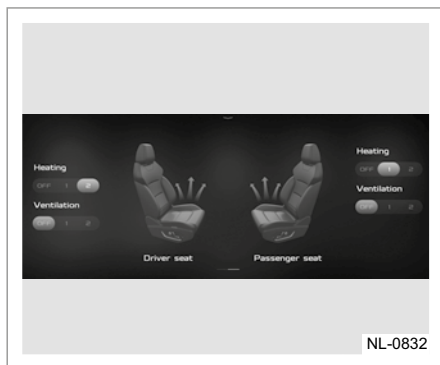 Heating
OFF 1 2
Ventilation
OFF 1 2
Driver seat
Heating
OFF 1 2
Ventilation
OFF 1 2
Passenger seat
NL-0832